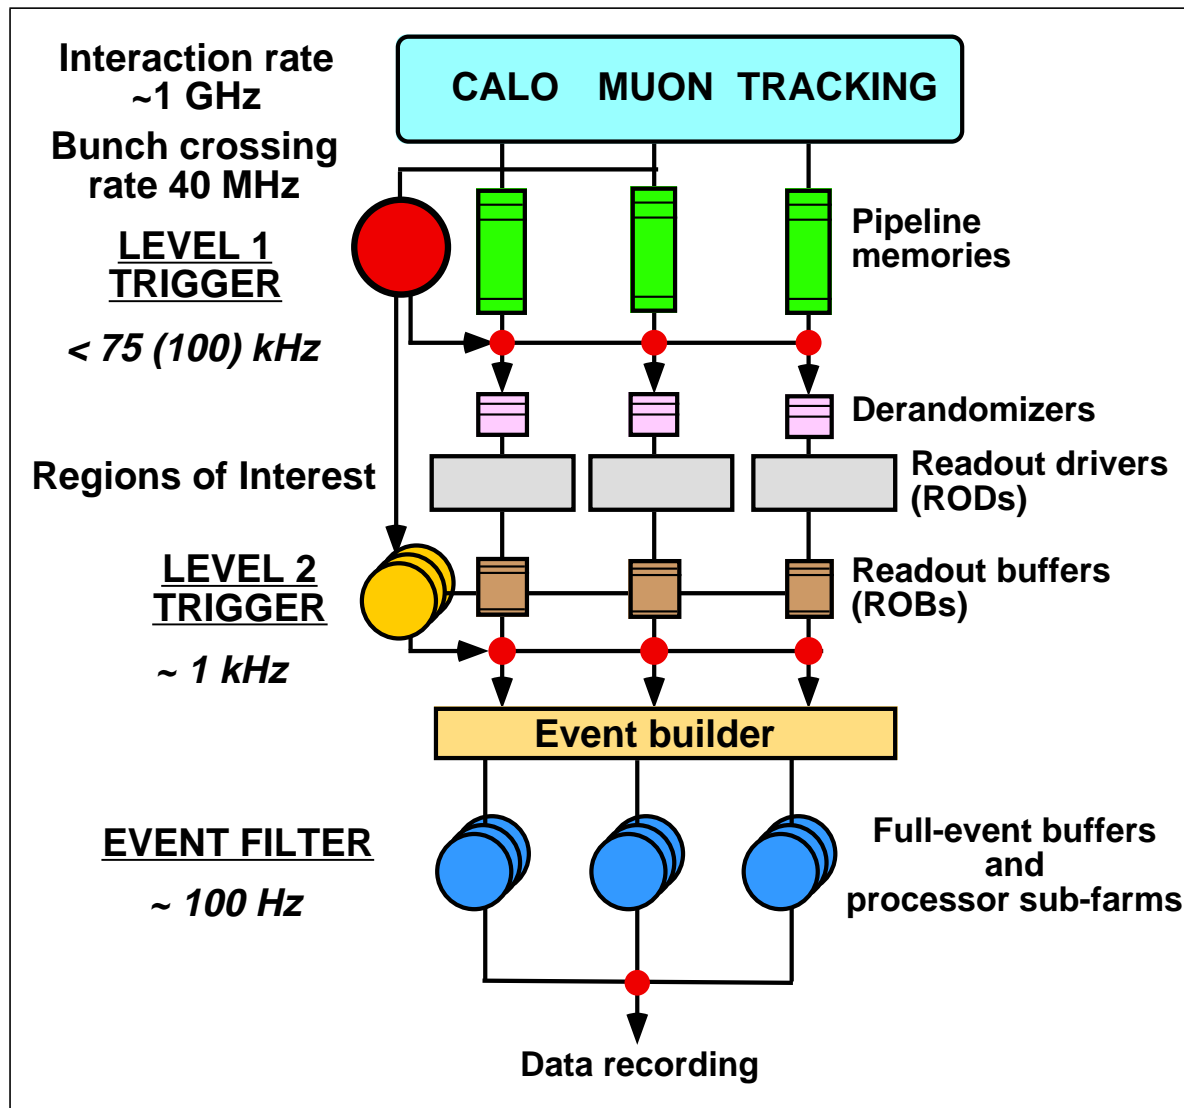 Interaction rate
~1 GHz
CALO MUON TRACKING
Bunch crossing
rate 40 MHz
LEVEL 1
TRIGGER
Pipeline
memories
< 75 (100) kHz
Derandomizers
Regions of Interest
Readout drivers
(RODs)
LEVEL 2
TRIGGER
Readout buffers
(ROBs)
~ 1 kHz
Event builder
EVENT FILTER
~ 100 Hz
Full-event buffers
and
processor sub-farms
Data recording